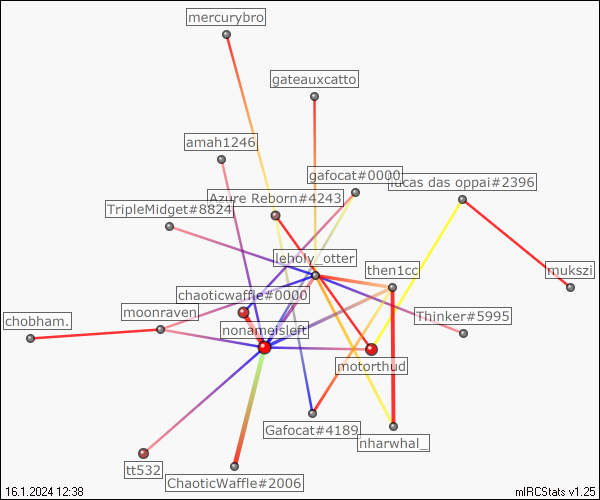 mercurybro
gateauxcatto
amah1246
gafocat#0000
lucas das oppai#2396
Azure Reborn#4243
TripleMidget#8824
leholy_otter
then1cc
mukszi
chaoticwaffle#0000
moonraven
chobham.
nonameisleft
Thinker#5995
motorthud
Gafocat#4189
nharwhal_
tt532
ChaoticWaffle#2006
16.1.2024 12:38
mIRCStats v1.25